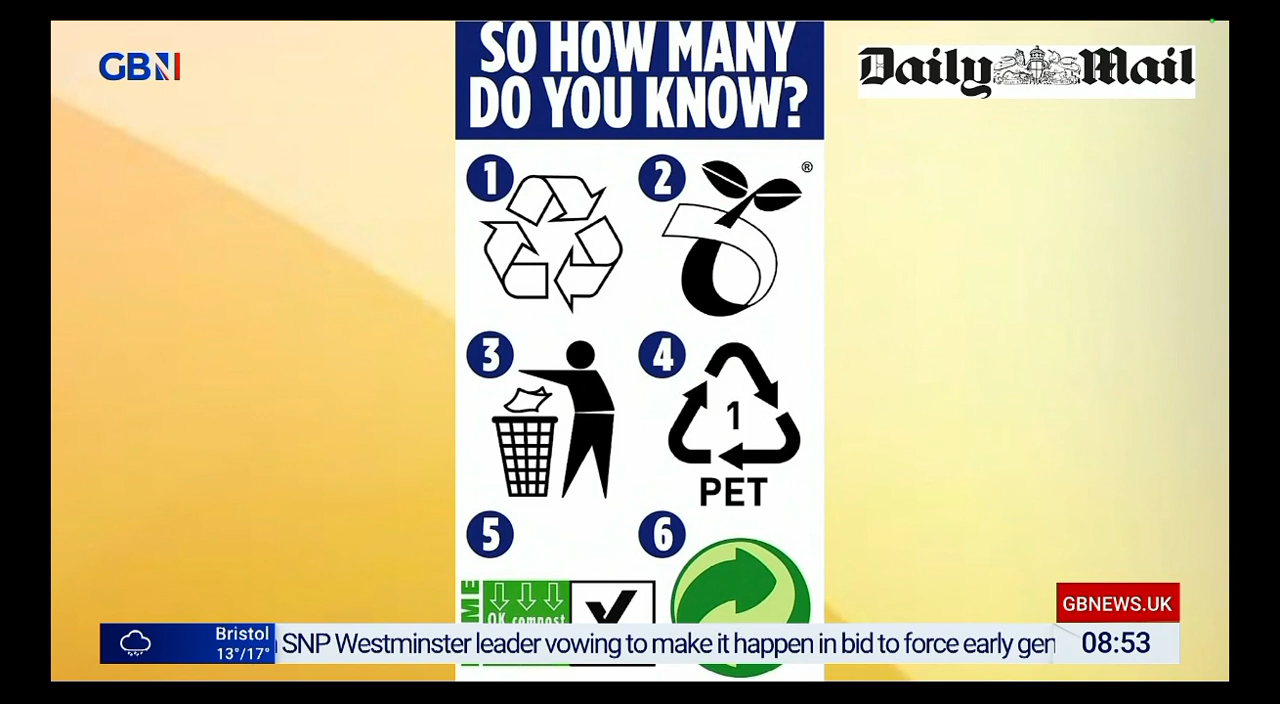 GBN
SO HOW MANY
DO YOU KNOW?
Daily Mail
1
2
®
3
4
1
PET
5
6
OK compost
GBNEWS.UK
Bristol
13°/17°
SNP Westminster leader vowing to make it happen in bid to force early gen
08:53